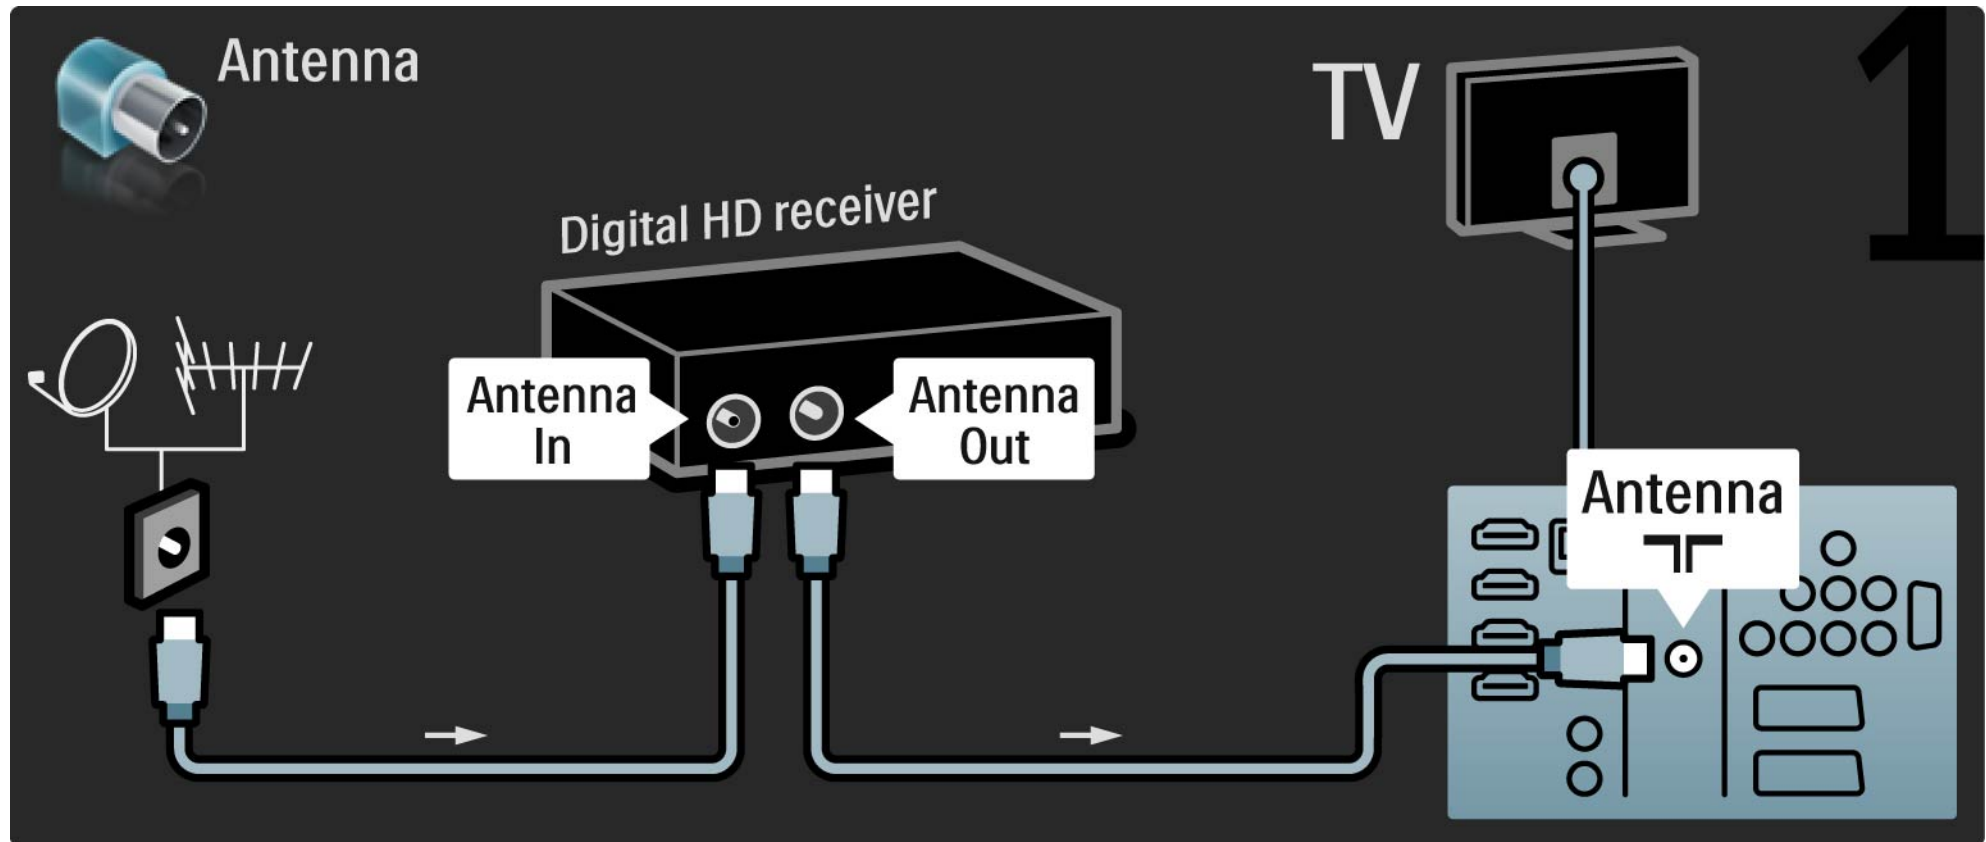 Antenna
TV
1
Digital HD receiver
Antenna
In
Antenna
Out
Antenna